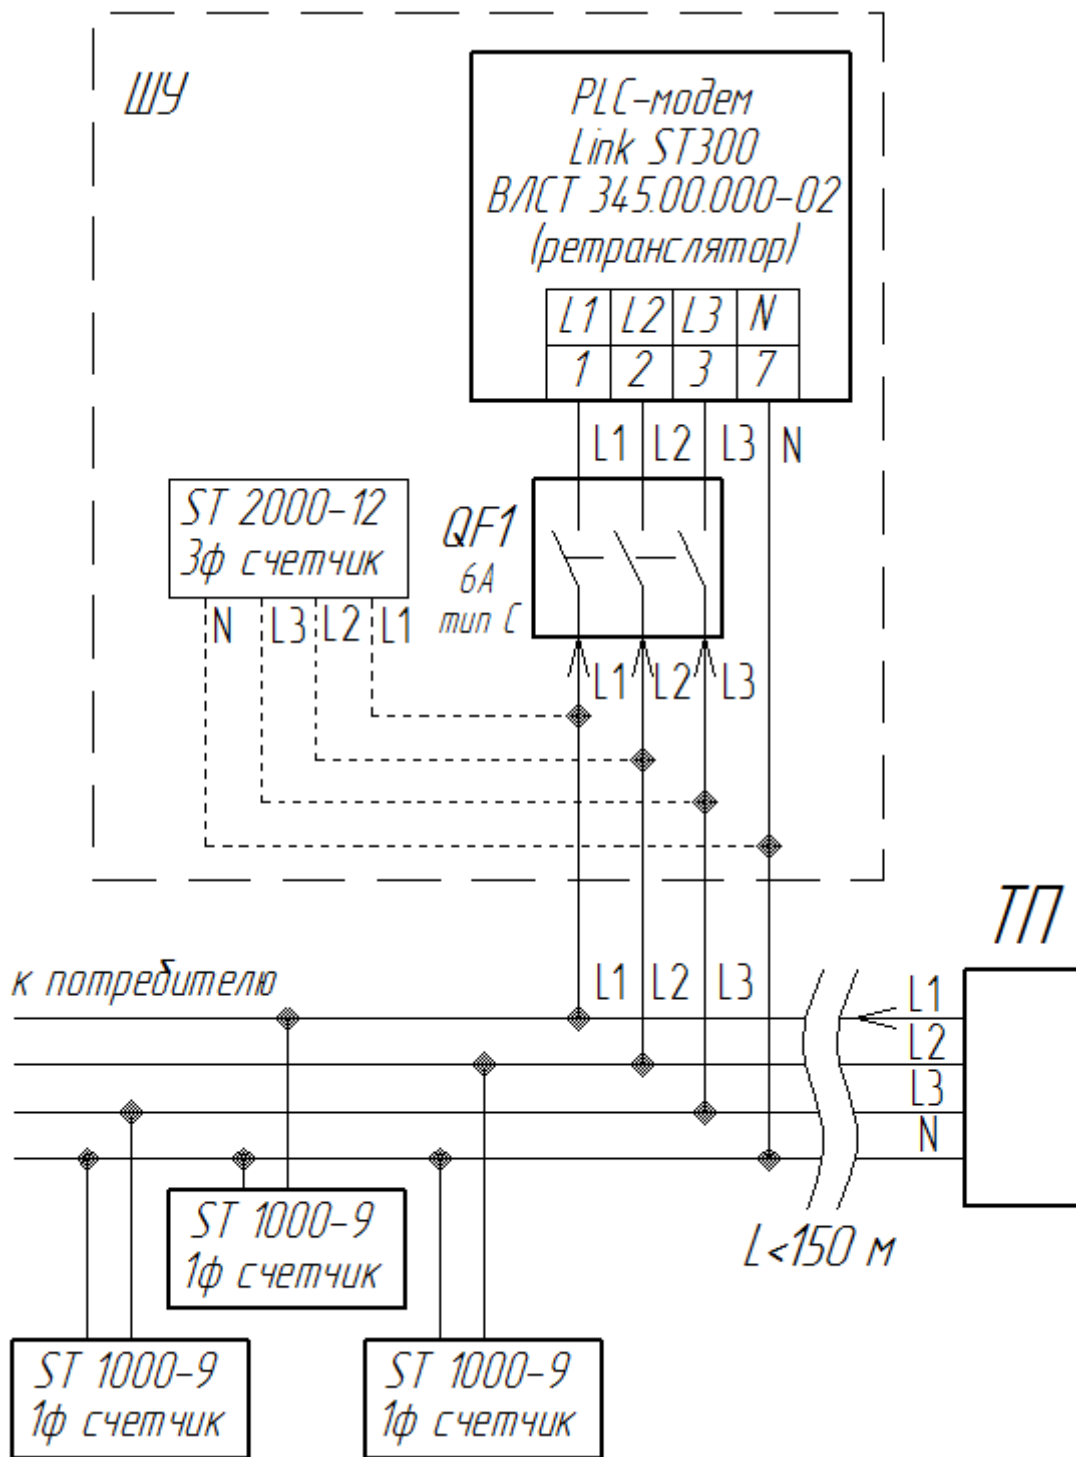 ШУ
PLC-модем
Link ST300
ВЛСТ 345.00.000-02
(ретранслятор)
L1 L2 L3 N
1 2 3 7
L1 L2 L3 N
ST 2000-12
3ф счетчик
N L3 L2 L1
QF1
6А
тип С
L1 L2 L3
ТП
к потребителю
L1 L2 L3
L1
L2
L3
N
L<150 м
ST 1000-9
1ф счетчик
ST 1000-9
1ф счетчик
ST 1000-9
1ф счетчик